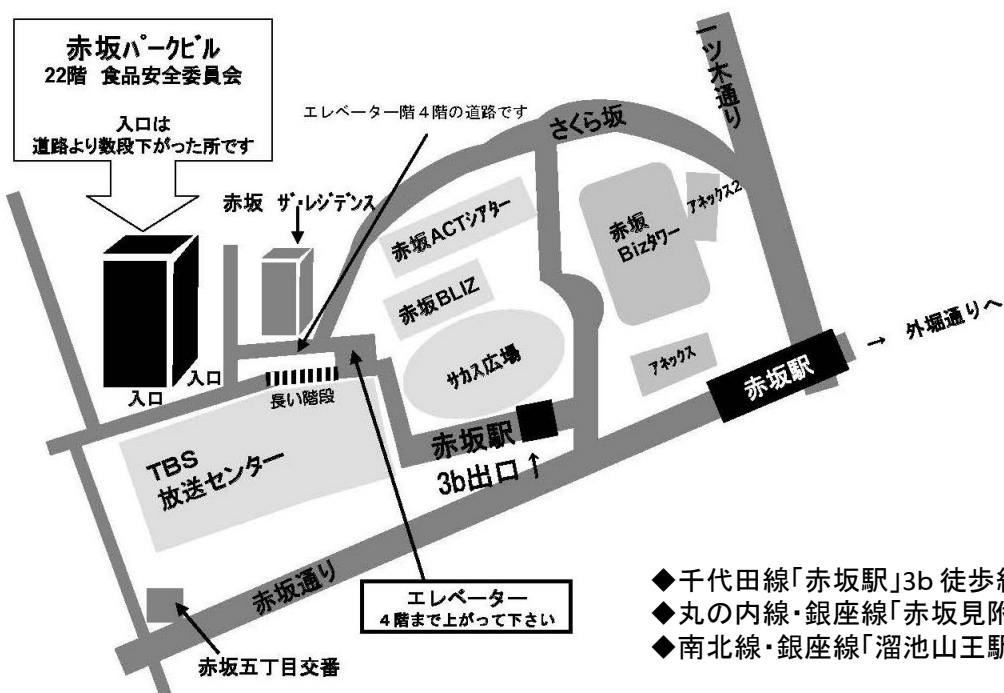 赤坂パークビル
22階 食品安全委員会
入口は
道路より数段下がった所です
エレベーター階4階の道路です
一ツ木通り
さくら坂
赤坂 ザ・レジデンス
赤坂ACTシアター
赤坂BLIZ
サカス広場
赤坂
Bizタワー
アネックス2
アネックス
→ 外堀通りへ
赤坂駅
入口
入口
長い階段
赤坂駅
3b出口↑
TBS
放送センター
赤坂通り
エレベーター
4階まで上がって下さい
赤坂五丁目交番
◆千代田線「赤坂駅」3b 徒歩
◆丸の内線・銀座線「赤坂見附
◆南北線・銀座線「溜池山王駅